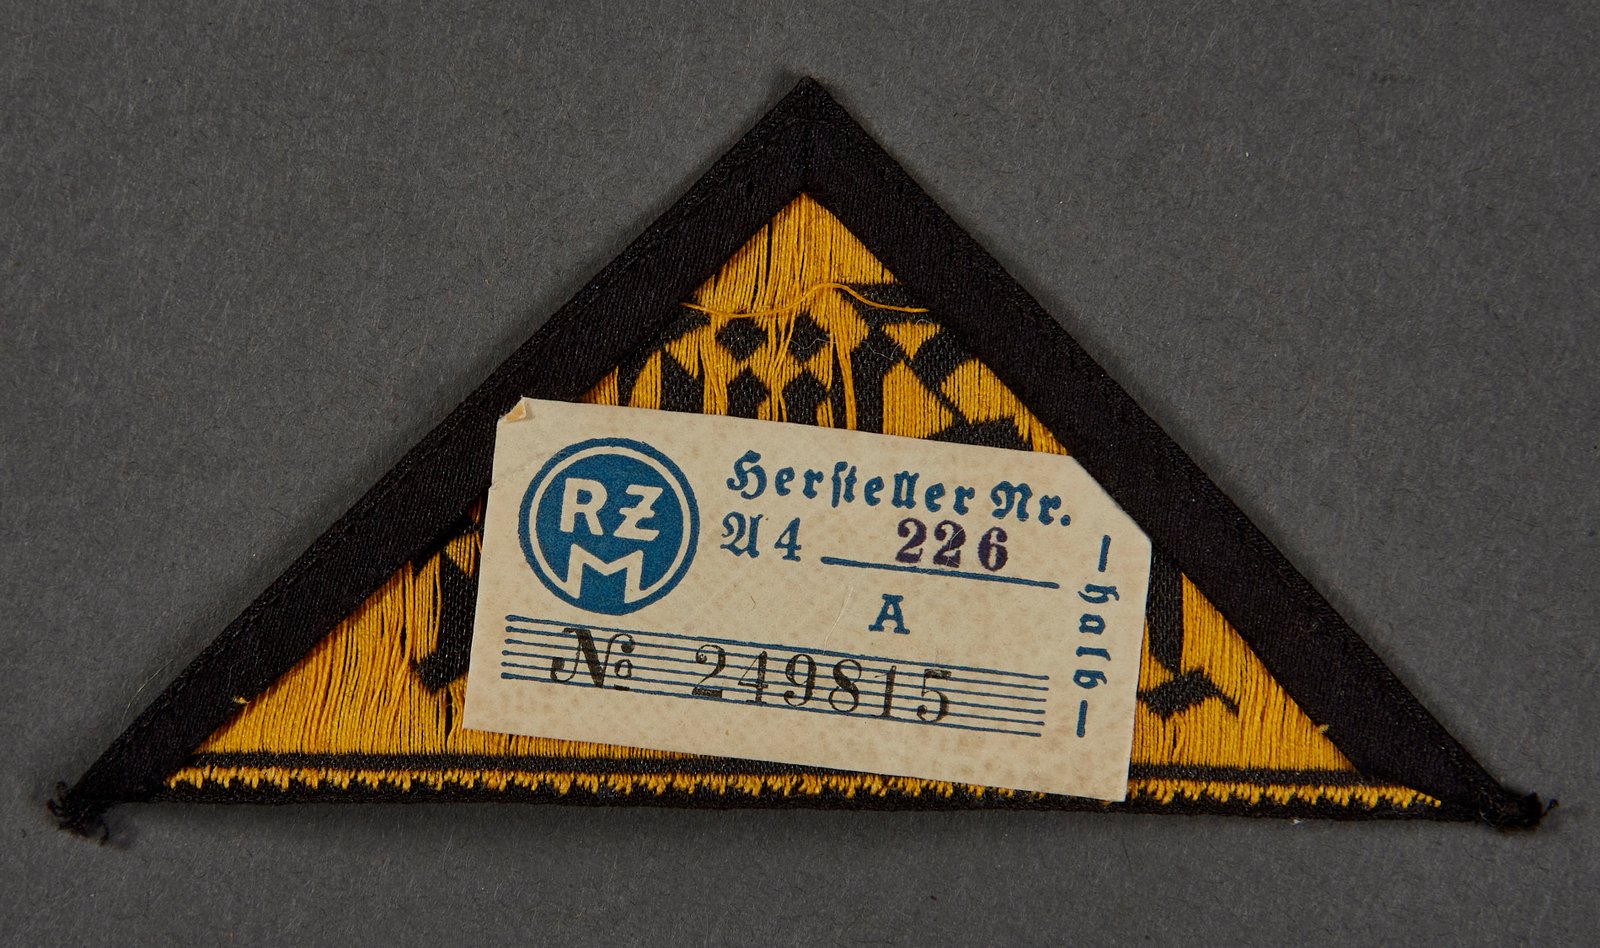 RZM
Hersteller Nr.
A4 226
A
№ 249815
—halb—